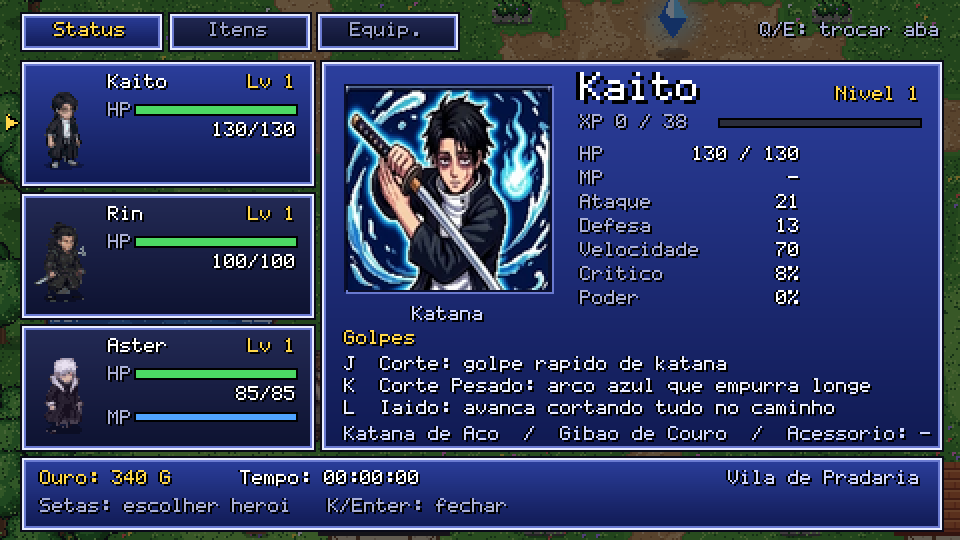 Status Itens Equip. Q/E: trocar aba
Kaito Lv 1
HP
130/130
Rin Lv 1
HP
100/100
Aster Lv 1
HP
85/85
MP
Kaito Nivel 1
XP 0 / 38
HP 130 / 130
MP -
Ataque 21
Defesa 13
Velocidade 70
Critico 8%
Poder 0%
Katana
Golpes
J Corte: golpe rapido de katana
K Corte Pesado: arco azul que empurra longe
L Iaido: avanca cortando tudo no caminho
Katana de Aco / Gibao de Couro / Acessorio: -
Ouro: 340 G Tempo: 00:00:00 Vila de Pradaria
Setas: escolher heroi K/Enter: fechar